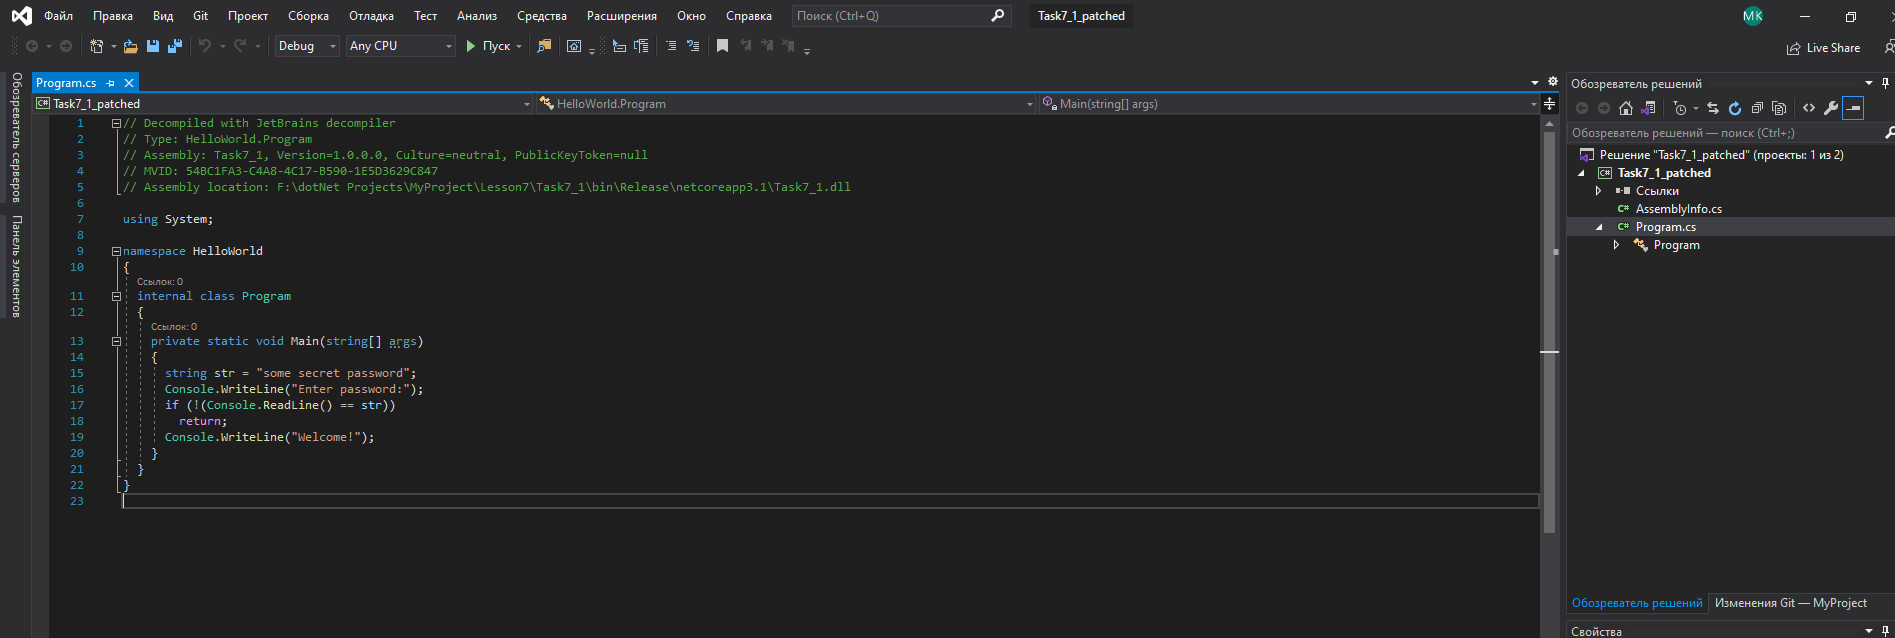 Файл Правка Вид Git Проект Сборка Отладка Тест Анализ Средства Расширения Окно Справка Поиск (Ctrl+Q) Task7_1_patched MK
Debug Any CPU Пуск Live Share
Обозреватель серверов
Панель элементов
Program.cs
Task7_1_patched HelloWorld.Program Main(string[] args)
1 // Decompiled with JetBrains decompiler
2 // Type: HelloWorld.Program
3 // Assembly: Task7_1, Version=1.0.0.0, Culture=neutral, PublicKeyToken=null
4 // MVID: 54BC1FA3-C4A8-4C17-B590-1E5D3629C847
5 // Assembly location: F:\dotNet Projects\MyProject\Lesson7\Task7_1\bin\Release\netcoreapp3.1\Task7_1.dll
6
7 using System;
8
9 namespace HelloWorld
10 {
Ссылок: 0
11 internal class Program
12 {
Ссылок: 0
13 private static void Main(string[] args)
14 {
15 string str = "some secret password";
16 Console.WriteLine("Enter password:");
17 if (!(Console.ReadLine() == str))
18 return;
19 Console.WriteLine("Welcome!");
20 }
21 }
22 }
23
Обозреватель решений
Обозреватель решений — поиск (Ctrl+;)
Решение "Task7_1_patched" (проекты: 1 из 2)
C# Task7_1_patched
Ссылки
C# AssemblyInfo.cs
C# Program.cs
Program
Обозреватель решений Изменения Git — MyProject
Свойства